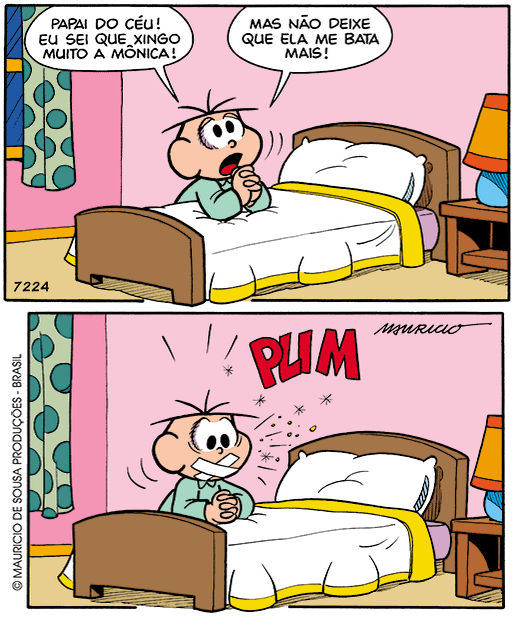 PAPAI DO CÉU!
EU SEI QUE XINGO
MUITO A MÔNICA!
MAS NÃO DEIXE
QUE ELA ME BATA
MAIS!
7224
PLIM
MAURICIO
© MAURICIO DE SOUSA PRODUÇÕES - BRASIL